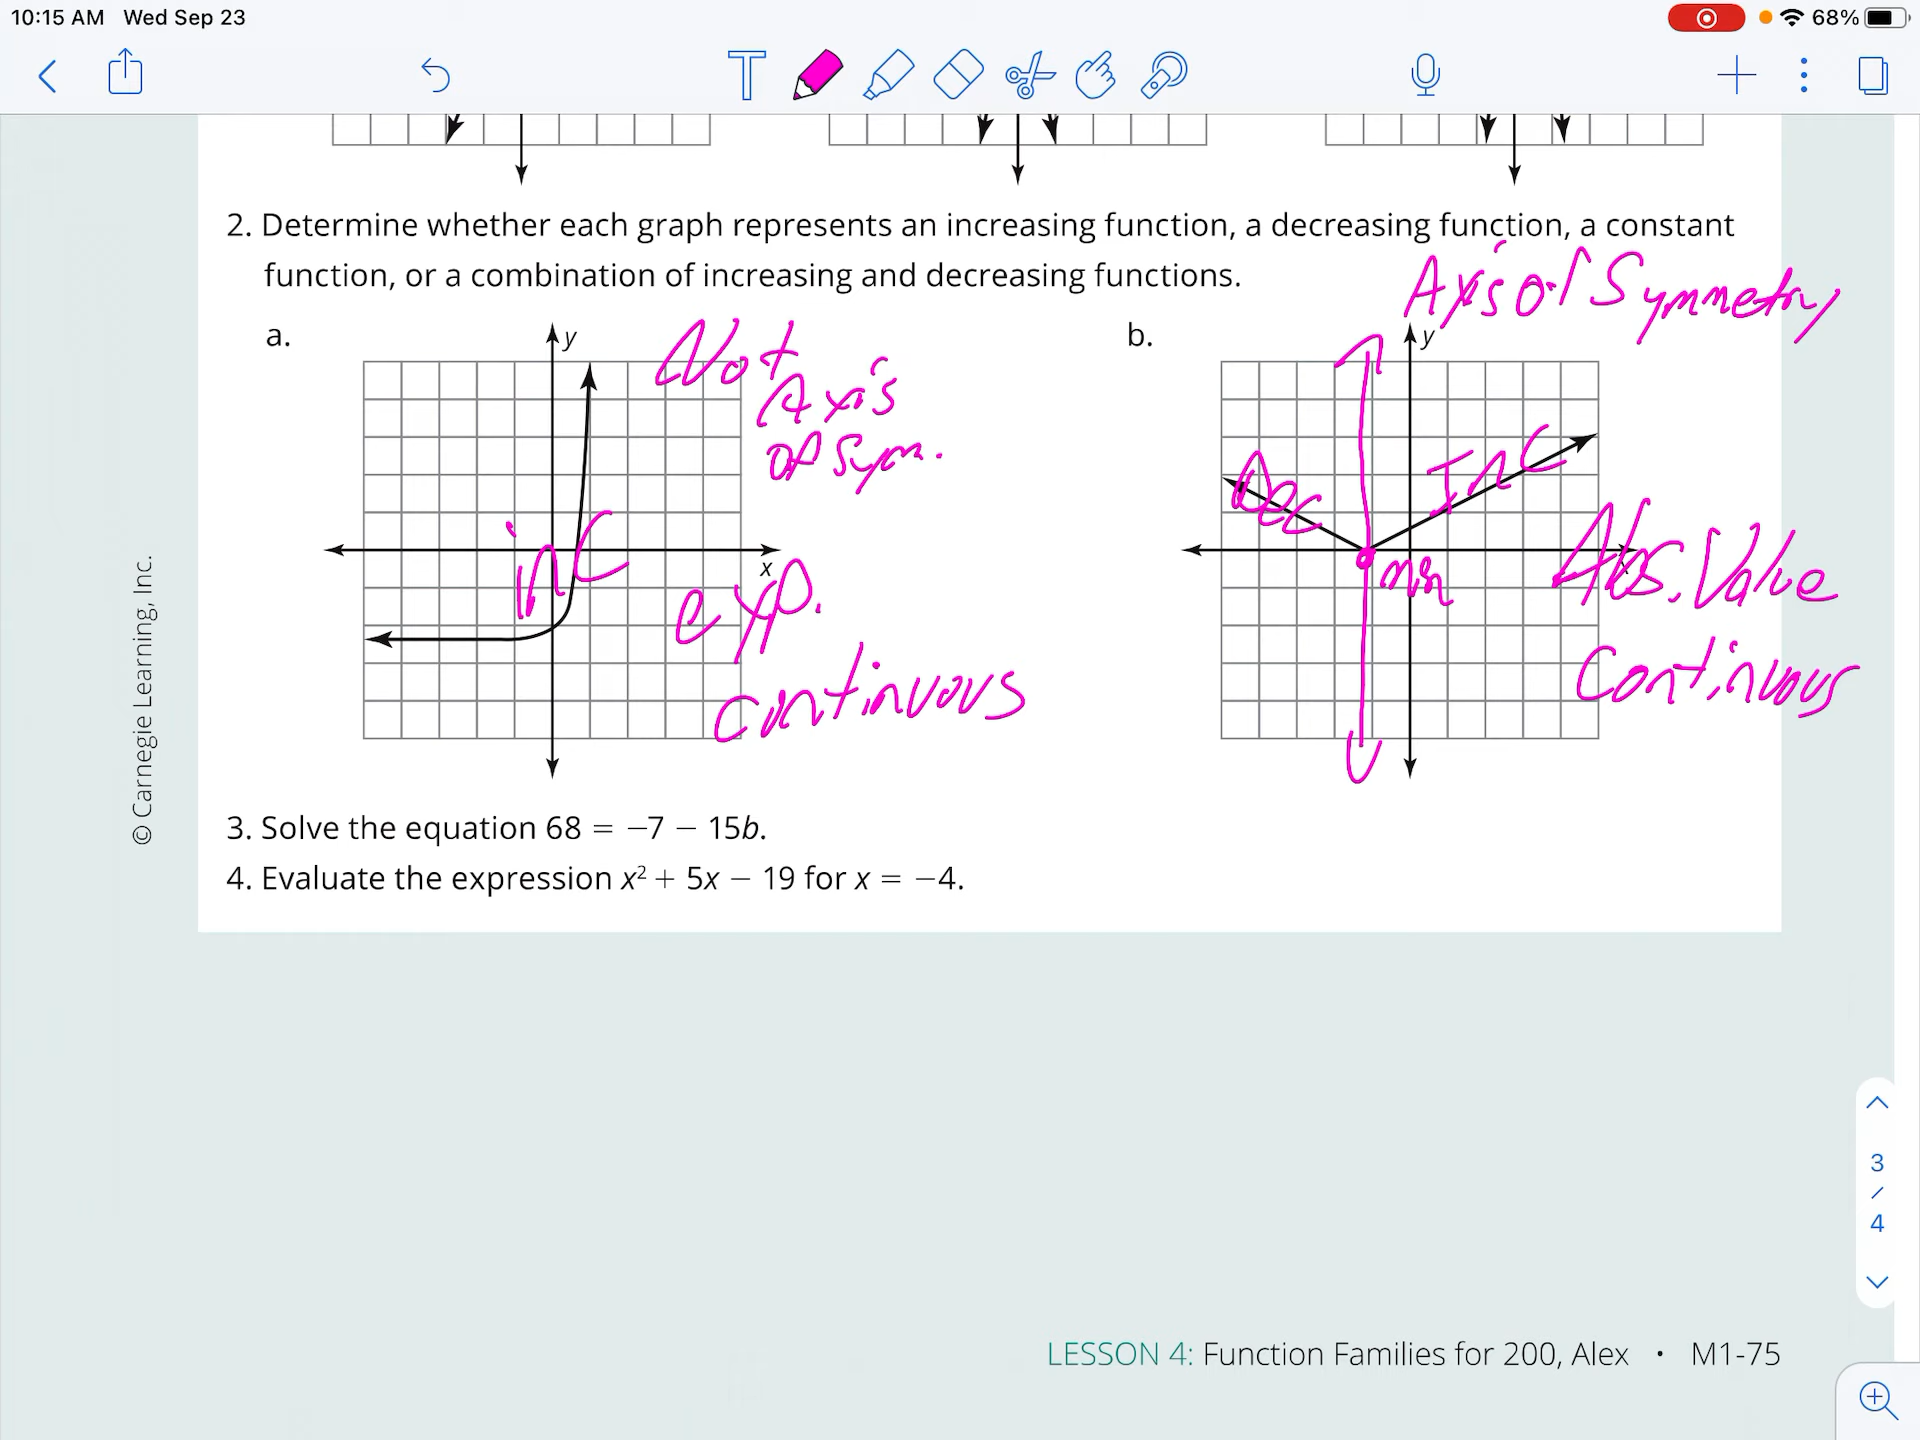 10:15 AM Wed Sep 23
68%
2. Determine whether each graph represents an increasing function, a decreasing function, a constant
function, or a combination of increasing and decreasing functions.
Axis of Symmetry
a.
y
Not
Axis
of Sym.
inc
x
exp.
continuous
b.
y
Dec
Inc
min
Abs. Value
Continuous
© Carnegie Learning, Inc.
3. Solve the equation 68 = −7 − 15b.
4. Evaluate the expression x² + 5x − 19 for x = −4.
3
/
4
LESSON 4: Function Families for 200, Alex • M1-75